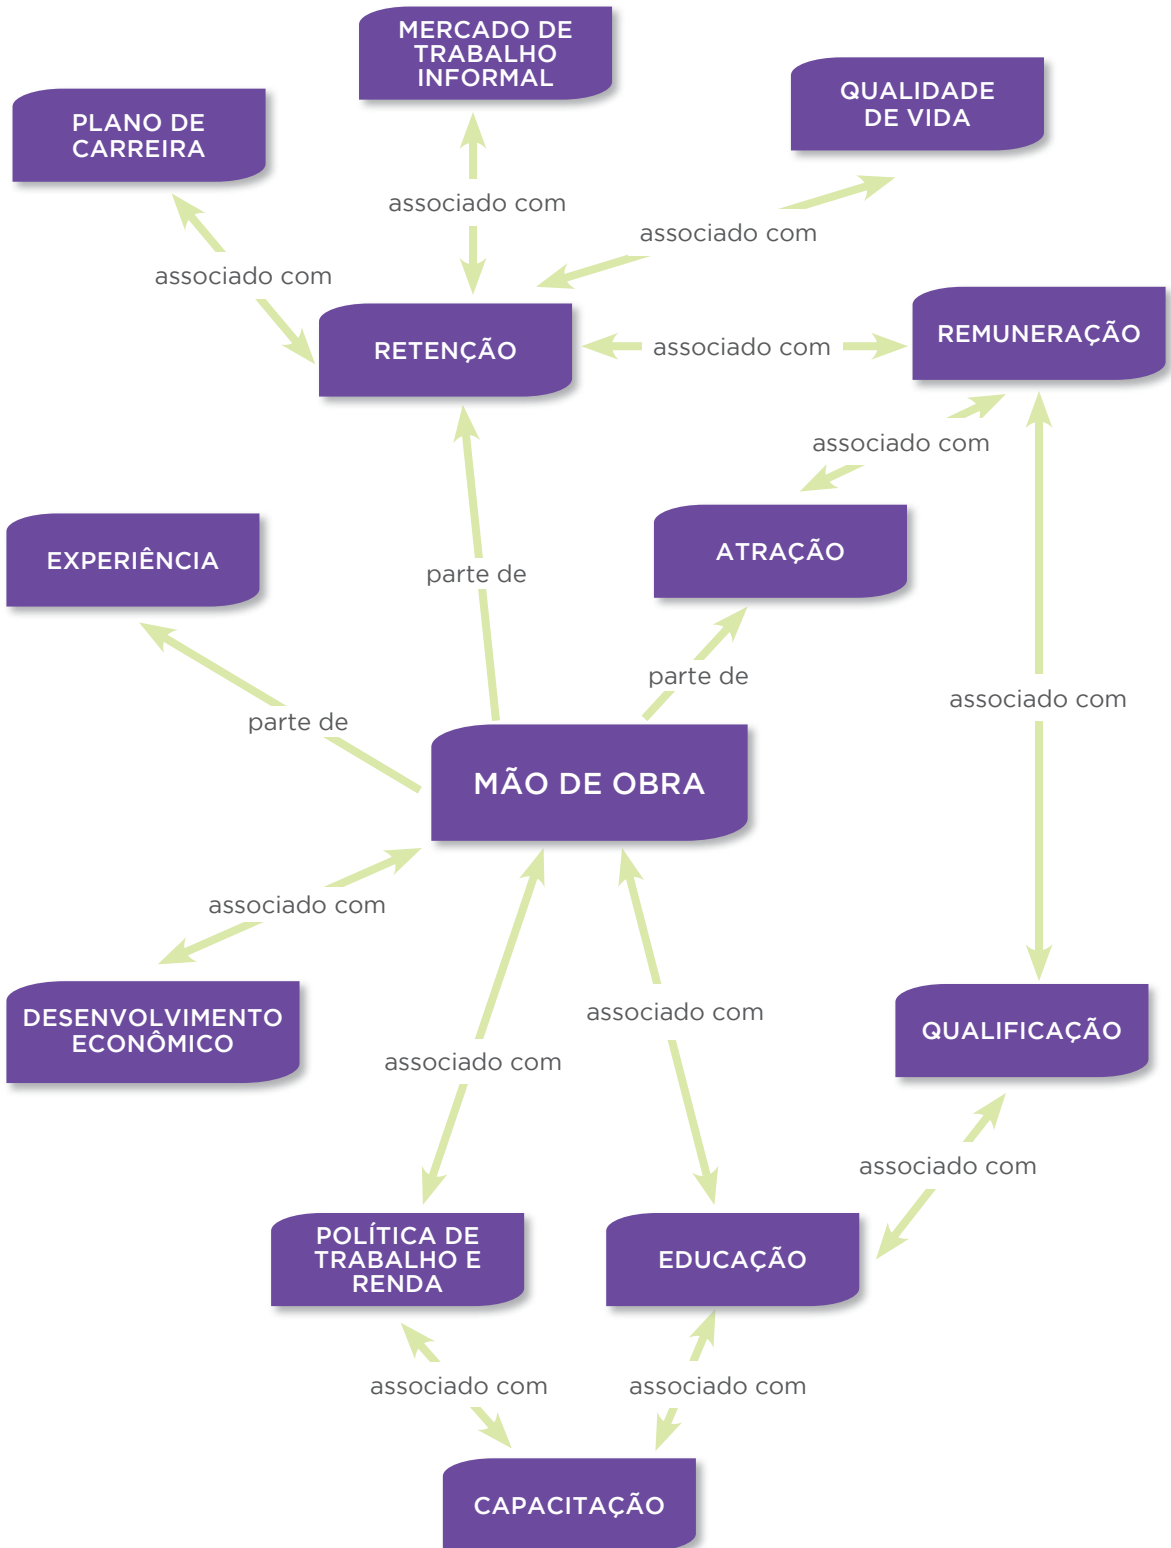 MERCADO DE
TRABALHO
INFORMAL
QUALIDADE
DE VIDA
PLANO DE
CARREIRA
associado com
associado com
associado com
RETENÇÃO
associado com
REMUNERAÇÃO
associado com
EXPERIÊNCIA
ATRAÇÃO
parte de
parte de
associado com
parte de
MÃO DE OBRA
associado com
DESENVOLVIMENTO
ECONÔMICO
associado com
QUALIFICAÇÃO
associado com
associado com
POLÍTICA DE
TRABALHO E
RENDA
EDUCAÇÃO
associado com
associado com
CAPACITAÇÃO